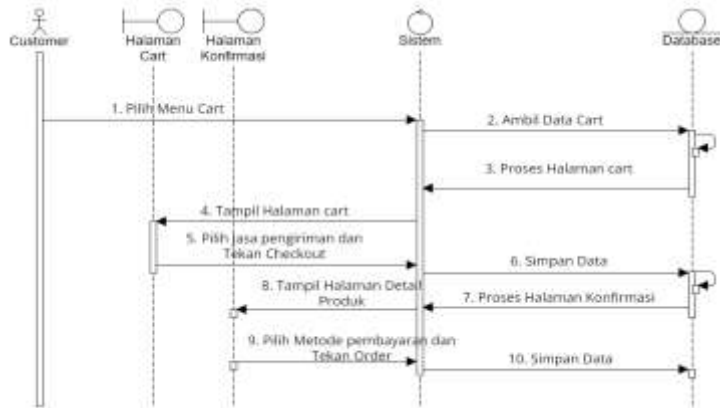 Customer
Halaman
Cart
Halaman
Konfirmasi
Sistem
Database
1. Pilih Menu Cart
2. Ambil Data Cart
3. Proses Halaman cart
4. Tampil Halaman cart
5. Pilih jasa pengiriman dan
Tekan Checkout
6. Simpan Data
7. Proses Halaman Konfirmasi
8. Tampil Halaman Detail
Produk
9. Pilih Metode pembayaran dan
Tekan Order
10. Simpan Data